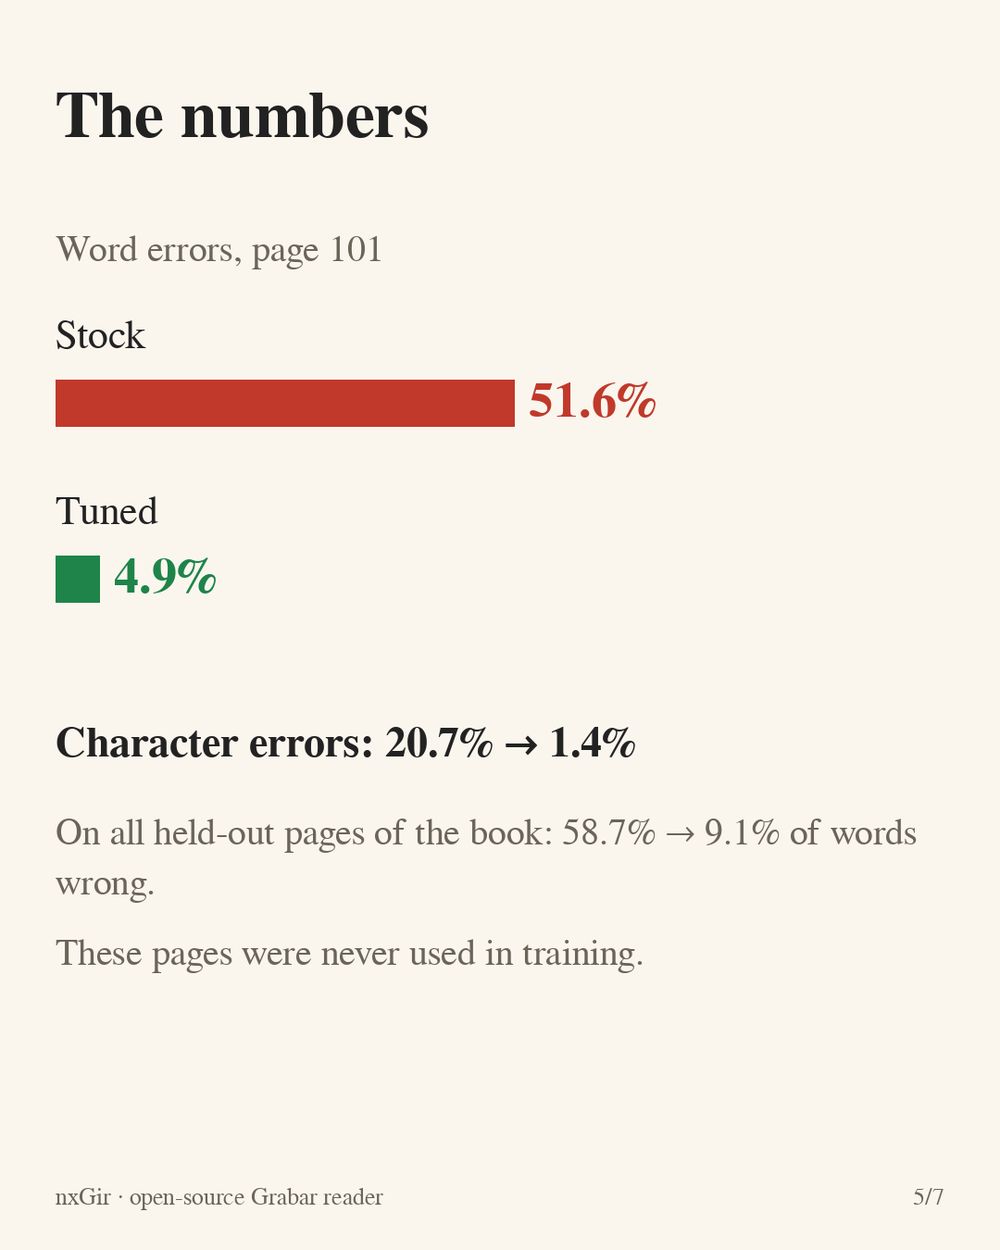 The numbers
Word errors, page 101
Stock
51.6%
Tuned
4.9%
Character errors: 20.7% → 1.4%
On all held-out pages of the book: 58.7% → 9.1% of words
wrong.
These pages were never used in training.
nxGir · open-source Grabar reader
5/7